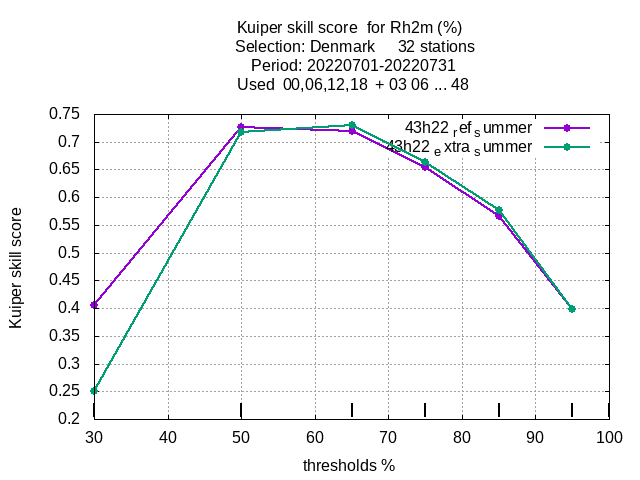 Kuiper skill score for Rh2m (%)
Selection: Denmark 32 stations
Period: 20220701-20220731
Used 00,06,12,18 + 03 06 ... 48
43h22 ref summer
43h22 extra summer
Kuiper skill score
0.75
0.7
0.65
0.6
0.55
0.5
0.45
0.4
0.35
0.3
0.25
0.2
30 40 50 60 70 80 90 100
thresholds %